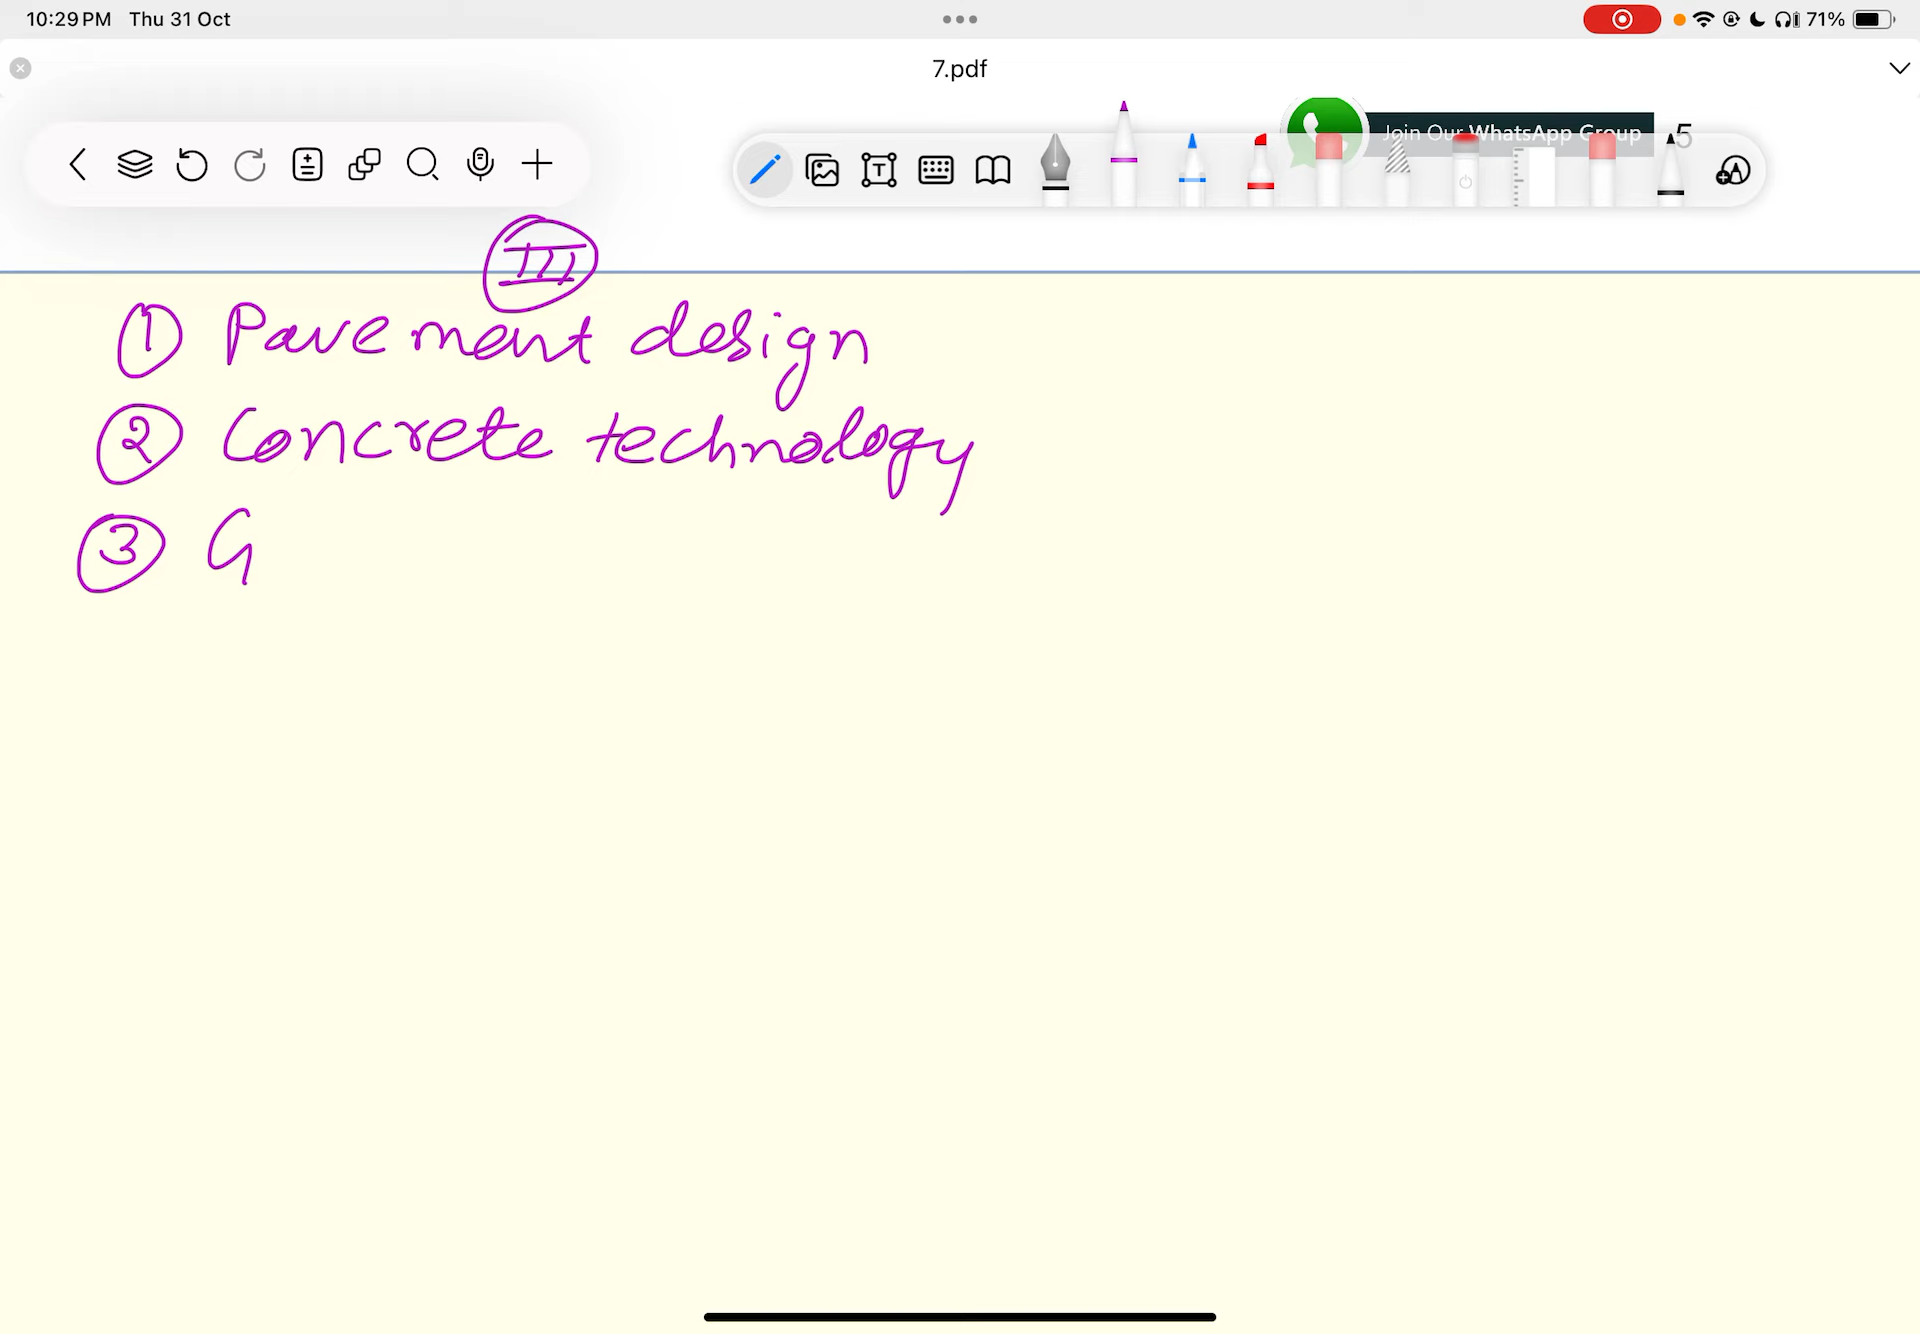 10:29 PM Thu 31 Oct
71%
7.pdf
Join Our WhatsApp Group
5
III
1 Pavement design
2 Concrete technology
3 G